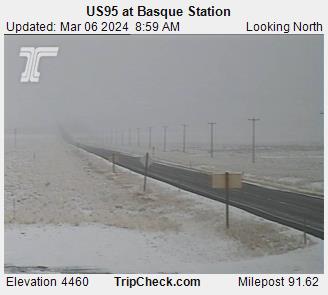 US95 at Basque Station
Updated: Mar 06 2024 8:59 AM Looking North
Elevation 4460 TripCheck.com Milepost 91.62